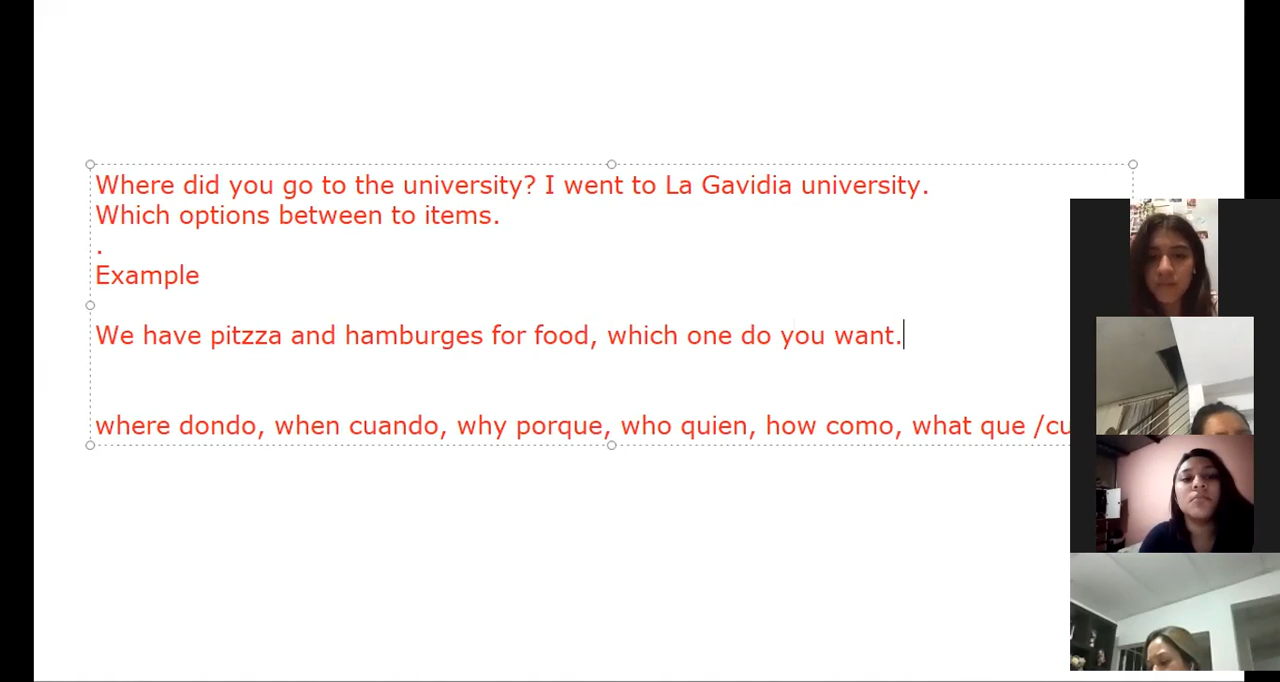 Where did you go to the university? I went to La Gavidia university.
Which options between to items.
.
Example
We have pitzza and hamburges for food, which one do you want.
where dondo, when cuando, why porque, who quien, how como, what que /cu